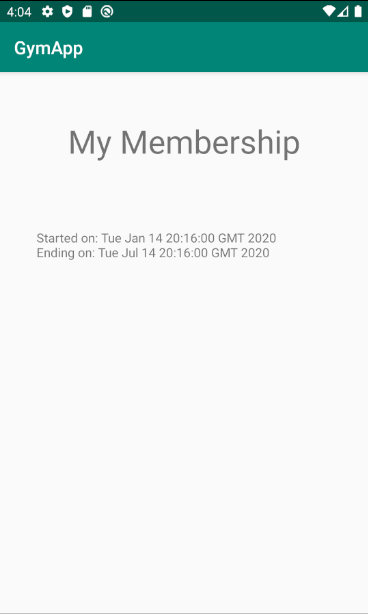 4:04
GymApp
My Membership
Started on: Tue Jan 14 20:16:00 GMT 2020
Ending on: Tue Jul 14 20:16:00 GMT 2020